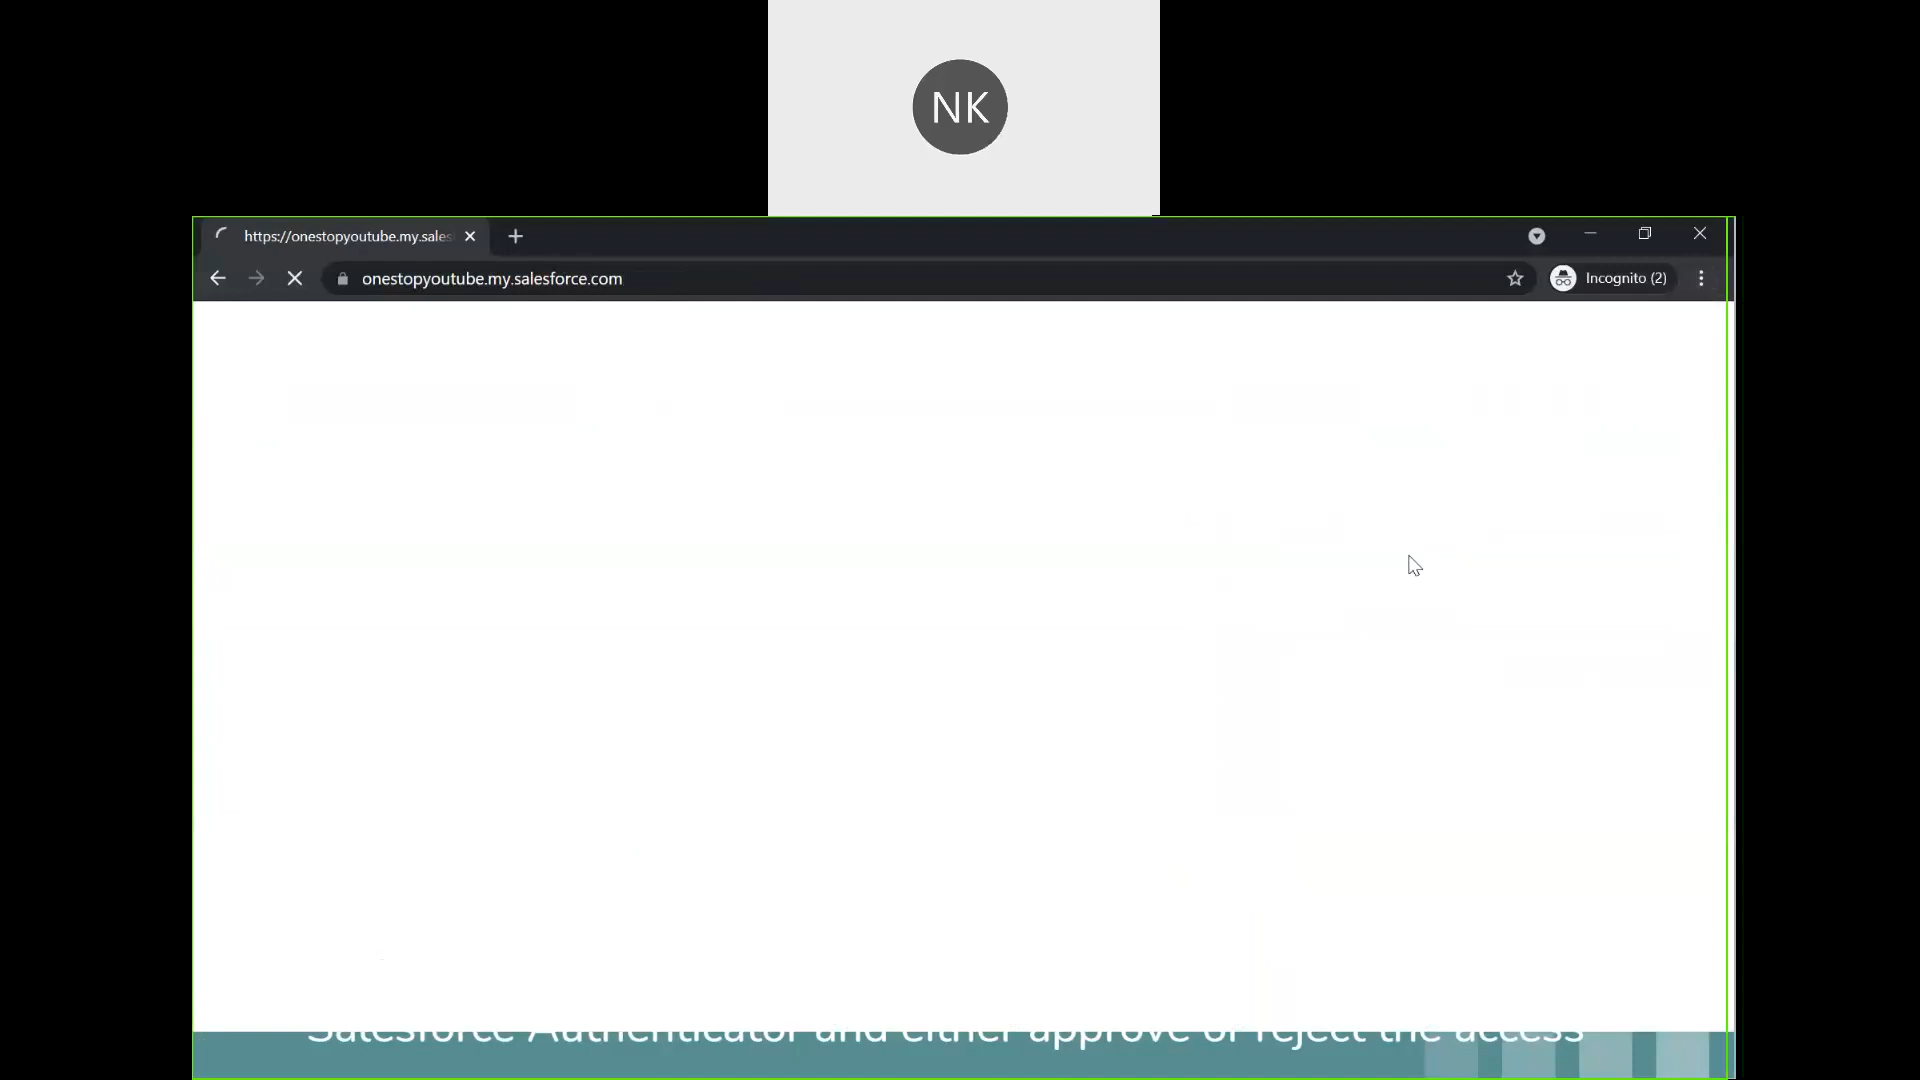 NK
https://onestopyoutube.my.sales
onestopyoutube.my.salesforce.com
Incognito (2)
Salesforce Authenticator and either approve or reject the access